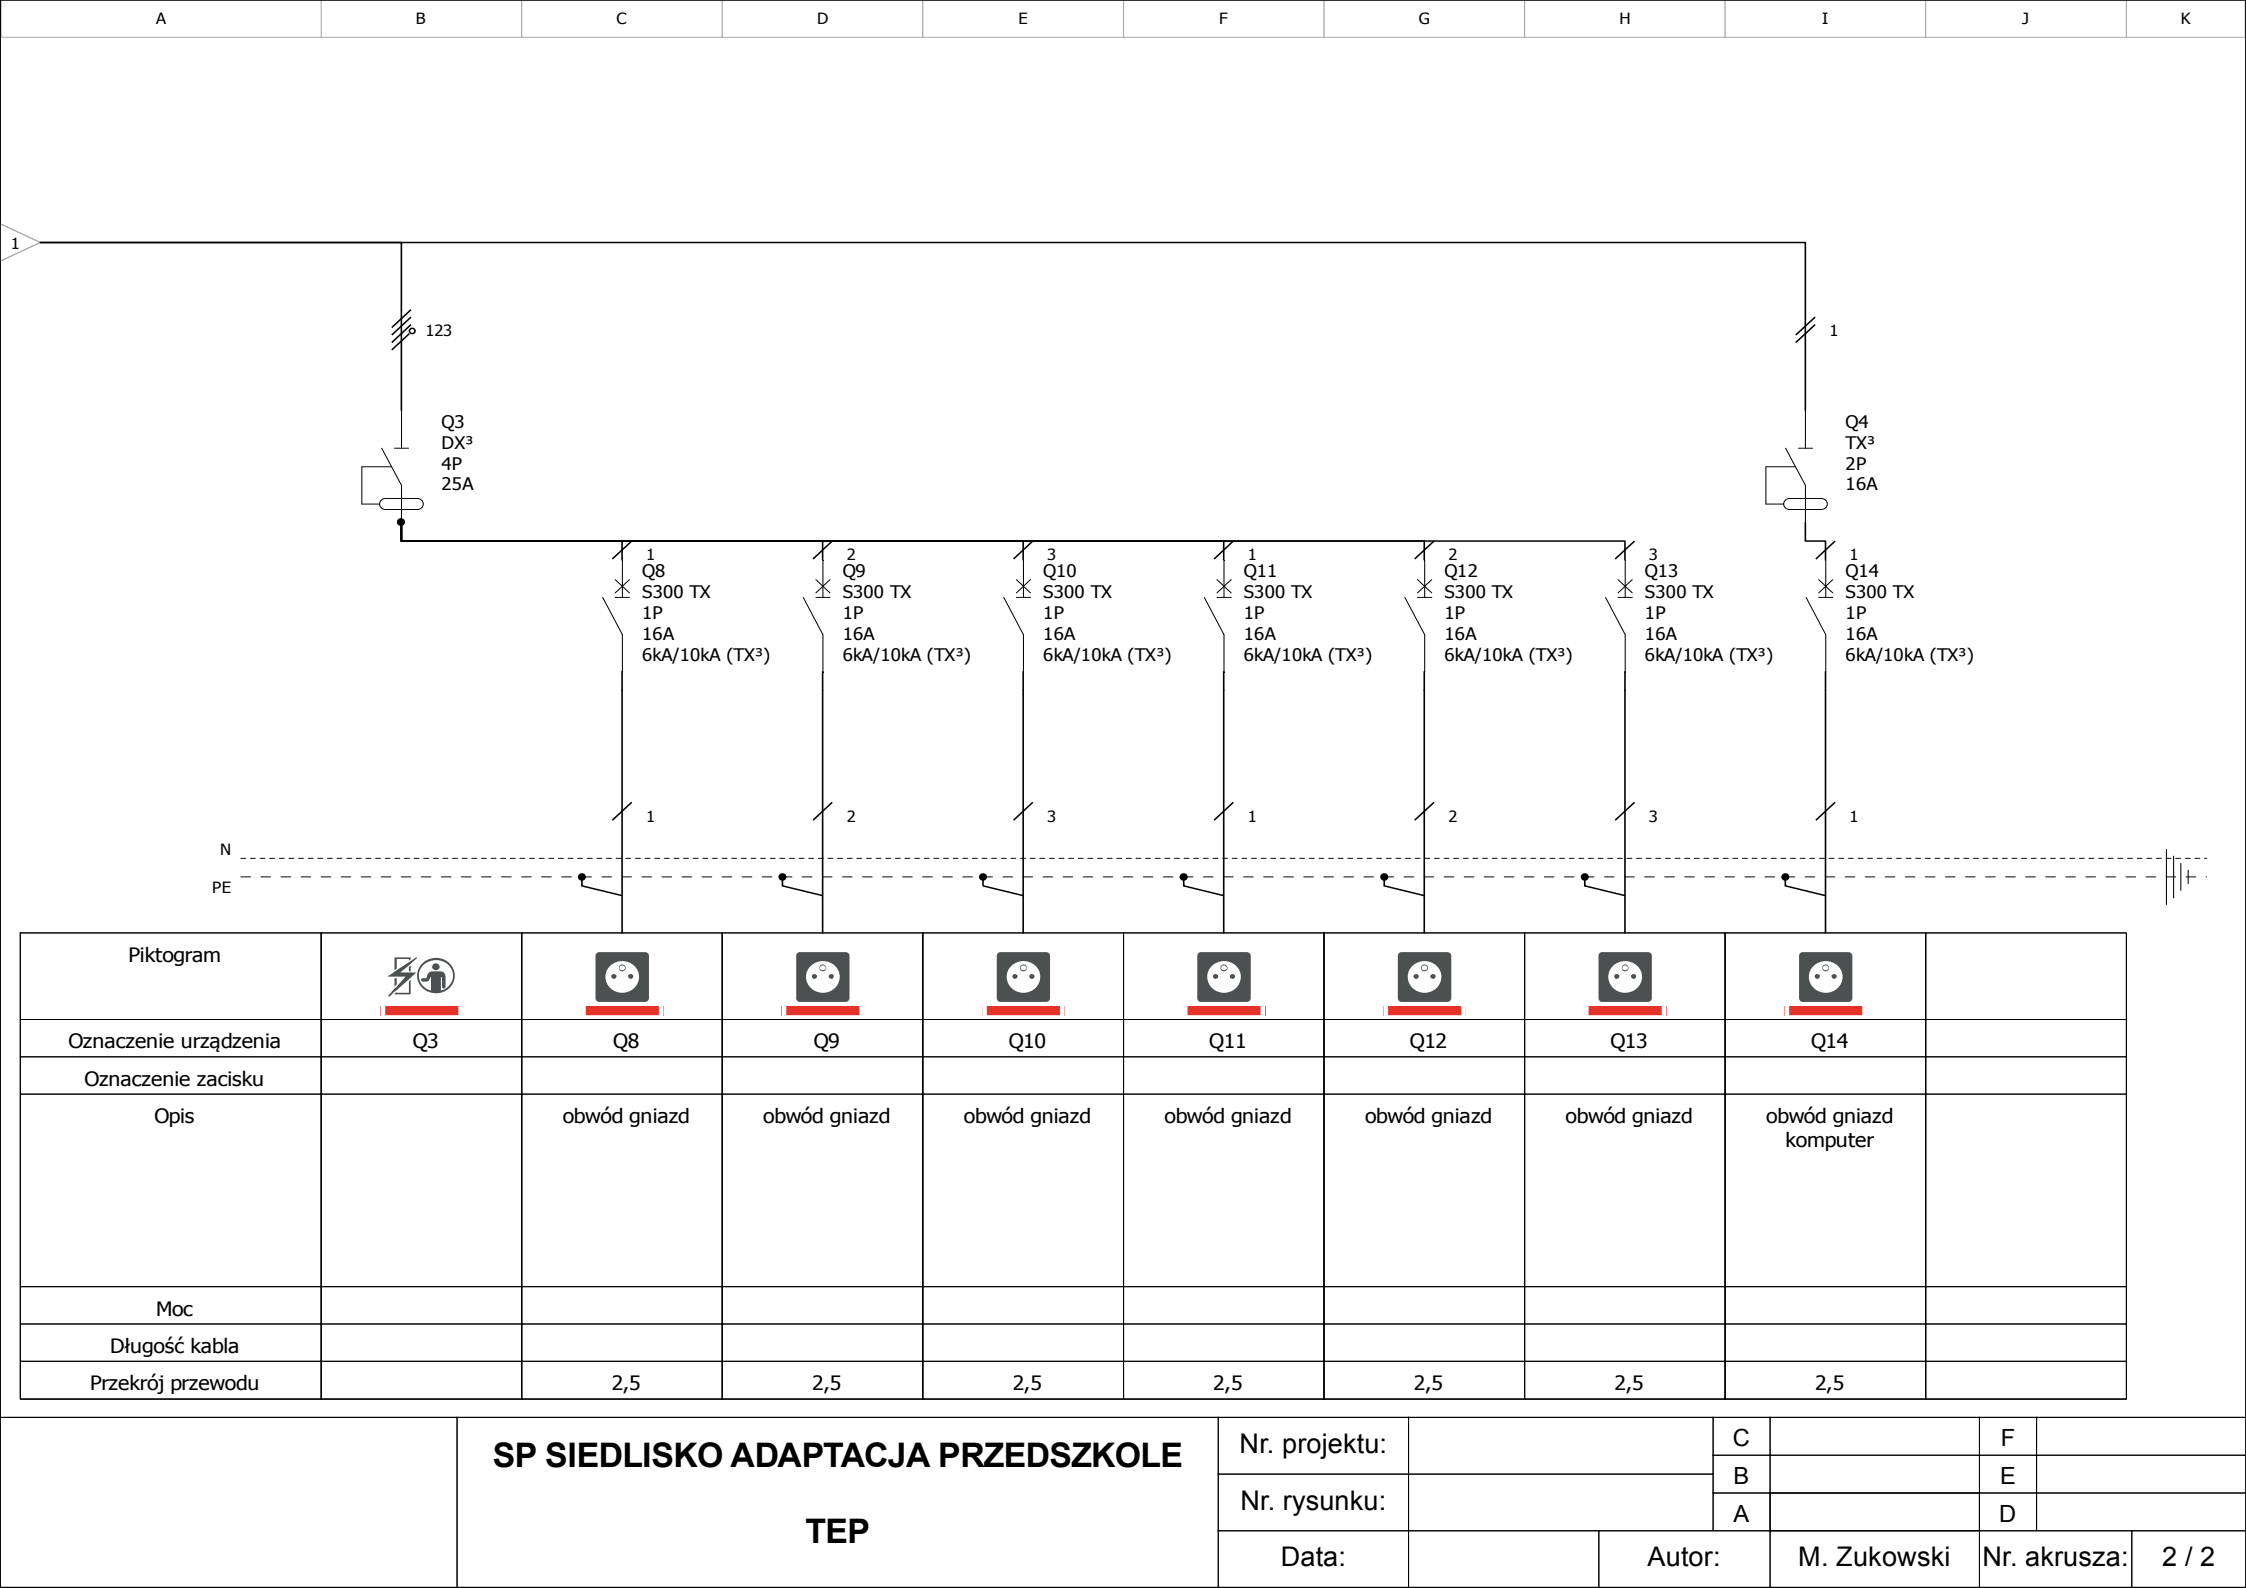 A B C D E F G H I J K
1
123 1
Q3
DX³
4P
25A
Q4
TX³
2P
16A
1 2 3 1 2 3 1
Q8 Q9 Q10 Q11 Q12 Q13 Q14
S300 TX S300 TX S300 TX S300 TX S300 TX S300 TX S300 TX
1P 1P 1P 1P 1P 1P 1P
16A 16A 16A 16A 16A 16A 16A
6kA/10kA (TX³) 6kA/10kA (TX³) 6kA/10kA (TX³) 6kA/10kA (TX³) 6kA/10kA (TX³) 6kA/10kA (TX³) 6kA/10kA (TX³)
1 2 3 1 2 3 1
N
PE
Piktogram
Oznaczenie urządzenia Q3 Q8 Q9 Q10 Q11 Q12 Q13 Q14
Oznaczenie zacisku
Opis obwód gniazd obwód gniazd obwód gniazd obwód gniazd obwód gniazd obwód gniazd obwód gniazd
komputer
Moc
Długość kabla
Przekrój przewodu 2,5 2,5 2,5 2,5 2,5 2,5 2,5
SP SIEDLISKO ADAPTACJA PRZEDSZKOLE
TEP
Nr. projektu: C F
B E
Nr. rysunku: A D
Data: Autor: M. Zukowski Nr. akrusza: 2 / 2